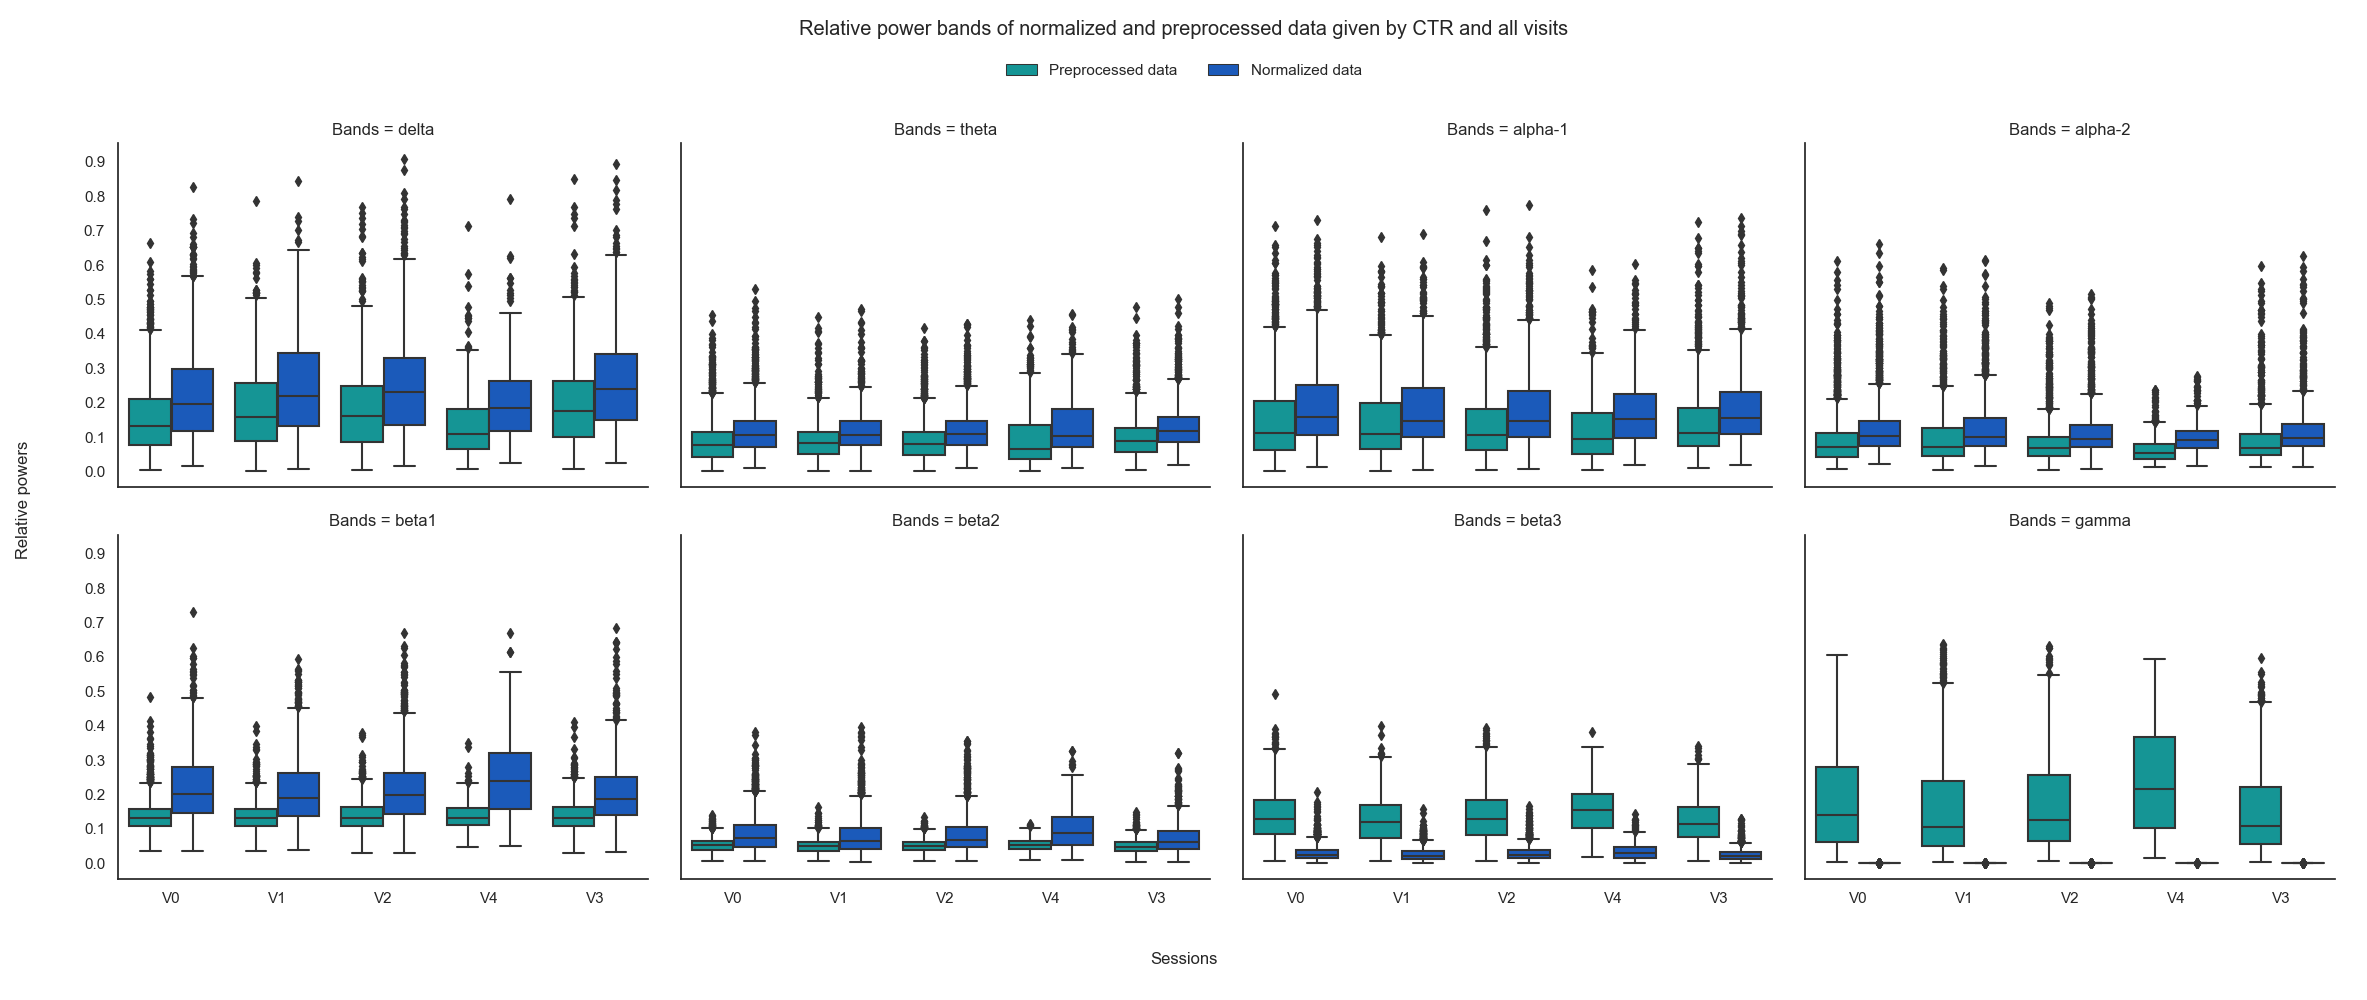 Relative power bands of normalized and preprocessed data given by CTR and all visits
Preprocessed data Normalized data
Bands = delta Bands = theta Bands = alpha-1 Bands = alpha-2
0.9
0.8
0.7
0.6
0.5
0.4
0.3
0.2
0.1
0.0
Relative powers
Bands = beta1 Bands = beta2 Bands = beta3 Bands = gamma
0.9
0.8
0.7
0.6
0.5
0.4
0.3
0.2
0.1
0.0
V0 V1 V2 V4 V3 V0 V1 V2 V4 V3 V0 V1 V2 V4 V3 V0 V1 V2 V4 V3
Sessions